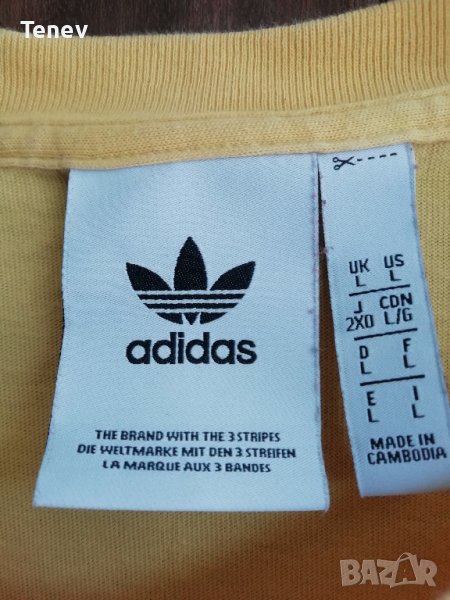 Tenev
adidas
THE BRAND WITH THE 3 STRIPES
DIE WELTMARKE MIT DEN 3 STREIFEN
LA MARQUE AUX 3 BANDES
UK US
L L
J CDN
2XO L/G
D F
L L
E I
L L
MADE IN
CAMBODIA
BAZAR